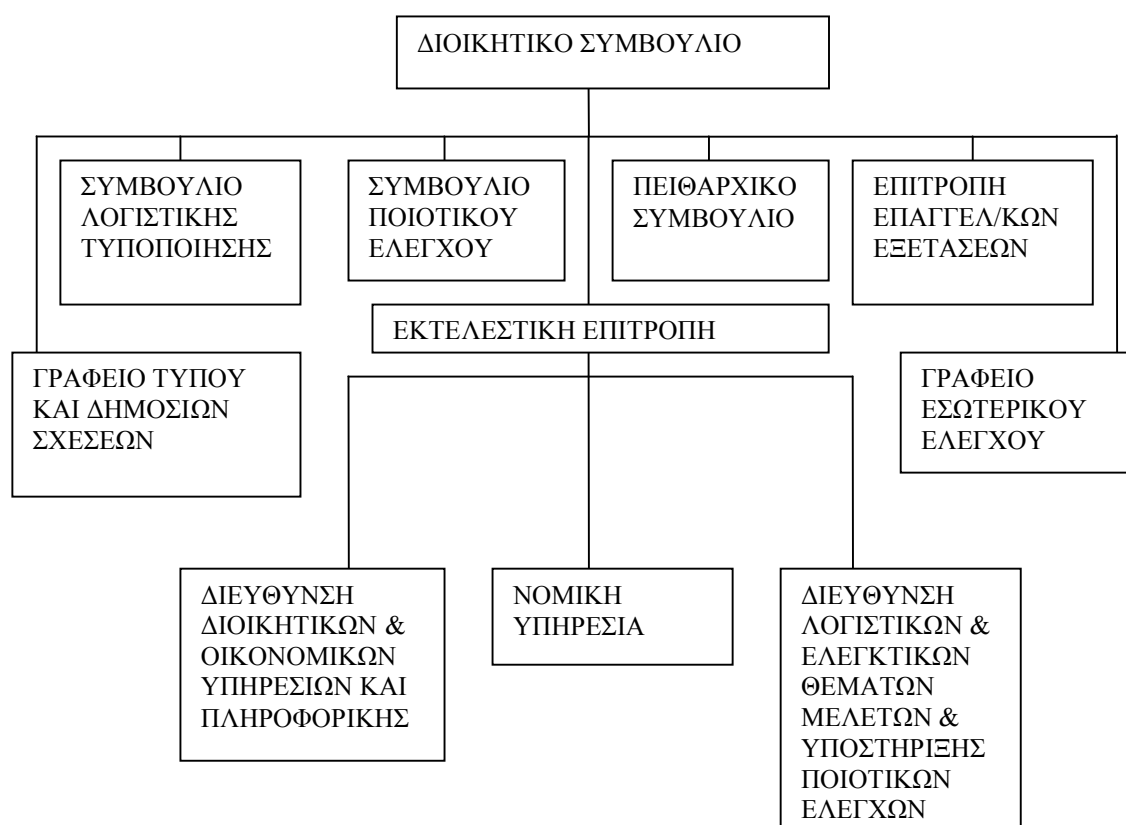 ΔΙΟΙΚΗΤΙΚΟ ΣΥΜΒΟΥΛΙΟ
ΣΥΜΒΟΥΛΙΟ
ΛΟΓΙΣΤΙΚΗΣ
ΤΥΠΟΠΟΙΗΣΗΣ
ΣΥΜΒΟΥΛΙΟ
ΠΟΙΟΤΙΚΟΥ
ΕΛΕΓΧΟΥ
ΠΕΙΘΑΡΧΙΚΟ
ΣΥΜΒΟΥΛΙΟ
ΕΠΙΤΡΟΠΗ
ΕΠΑΓΓΕΛ/ΚΩΝ
ΕΞΕΤΑΣΕΩΝ
ΕΚΤΕΛΕΣΤΙΚΗ ΕΠΙΤΡΟΠΗ
ΓΡΑΦΕΙΟ ΤΥΠΟΥ
ΚΑΙ ΔΗΜΟΣΙΩΝ
ΣΧΕΣΕΩΝ
ΓΡΑΦΕΙΟ
ΕΣΩΤΕΡΙΚΟΥ
ΕΛΕΓΧΟΥ
ΔΙΕΥΘΥΝΣΗ
ΔΙΟΙΚΗΤΙΚΩΝ &
ΟΙΚΟΝΟΜΙΚΩΝ
ΥΠΗΡΕΣΙΩΝ ΚΑΙ
ΠΛΗΡΟΦΟΡΙΚΗΣ
ΝΟΜΙΚΗ
ΥΠΗΡΕΣΙΑ
ΔΙΕΥΘΥΝΣΗ
ΛΟΓΙΣΤΙΚΩΝ &
ΕΛΕΓΚΤΙΚΩΝ
ΘΕΜΑΤΩΝ
ΜΕΛΕΤΩΝ &
ΥΠΟΣΤΗΡΙΞΗΣ
ΠΟΙΟΤΙΚΩΝ
ΕΛΕΓΧΩΝ